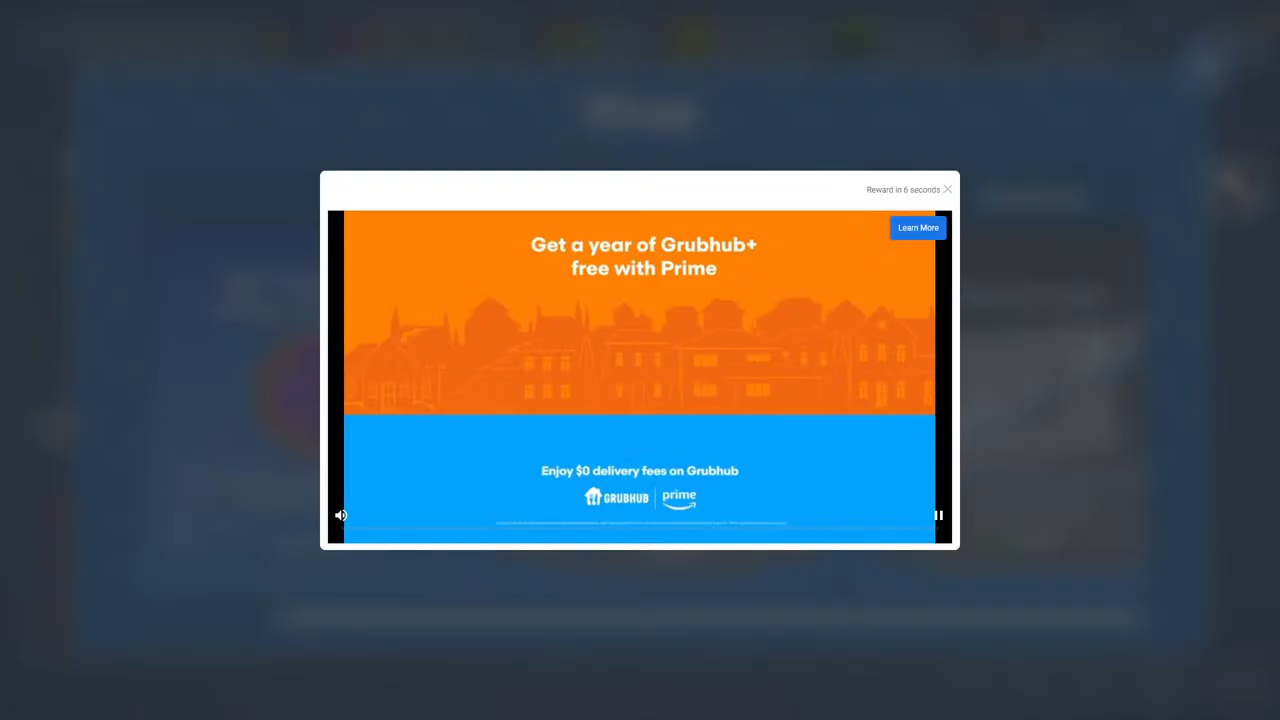 Reward in 6 seconds
Learn More
Get a year of Grubhub+
free with Prime
Enjoy $0 delivery fees on Grubhub
GRUBHUB prime